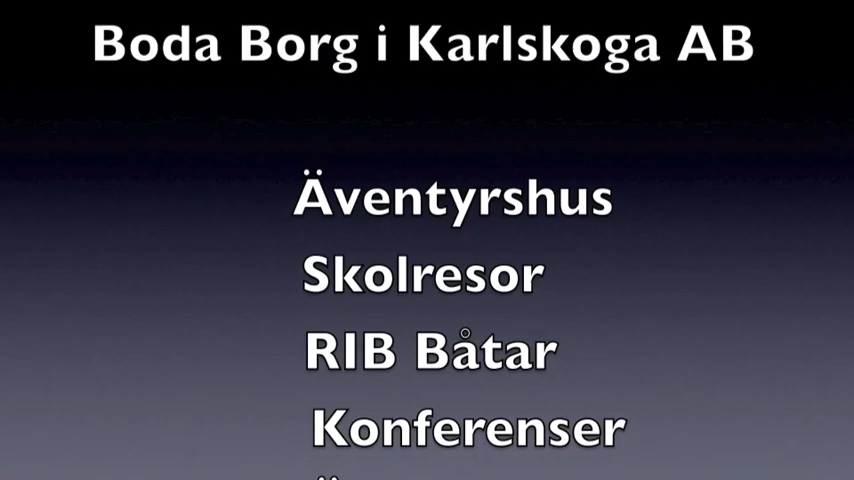 Boda Borg i Karlskoga AB
Äventyrshus
Skolresor
RIB Båtar
Konferenser